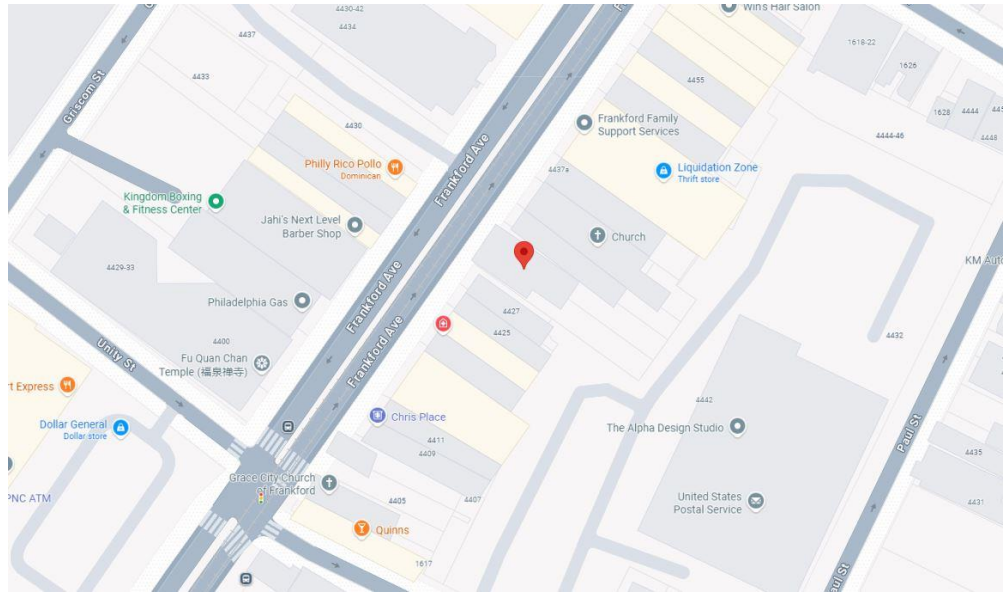 4430-42
4434
Win's Hair Salon
4437
1618-22
1626
4433
4455
Griscom St
1628
4444
4448
4430
Frankford Family
Support Services
4444-46
Philly Rico Pollo
Dominican
Frankford Ave
4437a
Liquidation Zone
Thrift store
Kingdom Boxing
& Fitness Center
Jahi's Next Level
Barber Shop
Church
4429-33
KM Auto
Frankford Ave
Philadelphia Gas
4427
4425
4432
4400
Unity St
Frankford Ave
Fu Quan Chan
Temple (福泉禅寺)
rt Express
4442
Chris Place
Dollar General
Dollar store
The Alpha Design Studio
Paul St
4411
4409
4435
Grace City Church
of Frankford
PNC ATM
4405
4407
United States
Postal Service
4431
Quinns
1617
Paul St